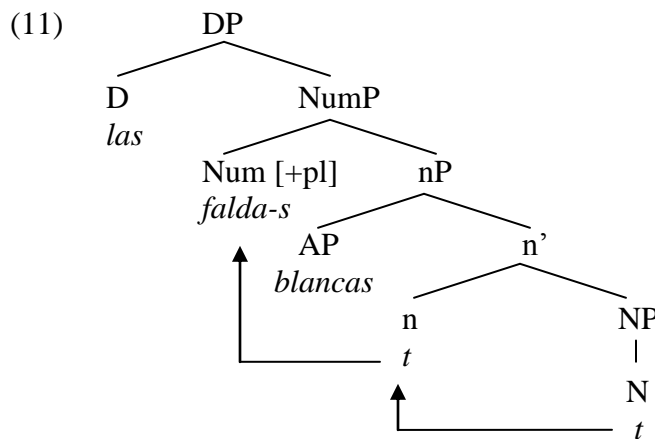 (11) DP
D NumP
las
Num [+pl] nP
falda-s
AP n’
blancas
n NP
t
N
t